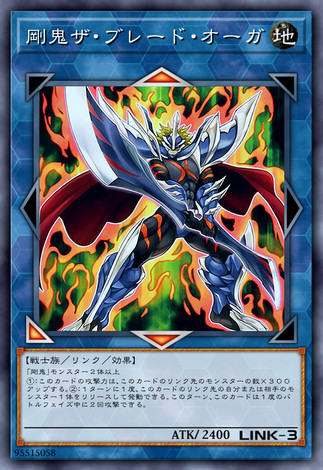 剛鬼ザ・ブレード・オーガ 地
【戦士族/リンク/効果】
「剛鬼」モンスター2体以上
①:このカードの攻撃力は、このカードのリンク先のモンスターの数×300
アップする。②:1ターンに1度、このカードのリンク先の自分または相手のモ
ンスター1体をリリースして発動できる。このターン、このカードは1度のバ
トルフェイズ中に2回攻撃できる。
ATK/2400 LINK-3
95515058